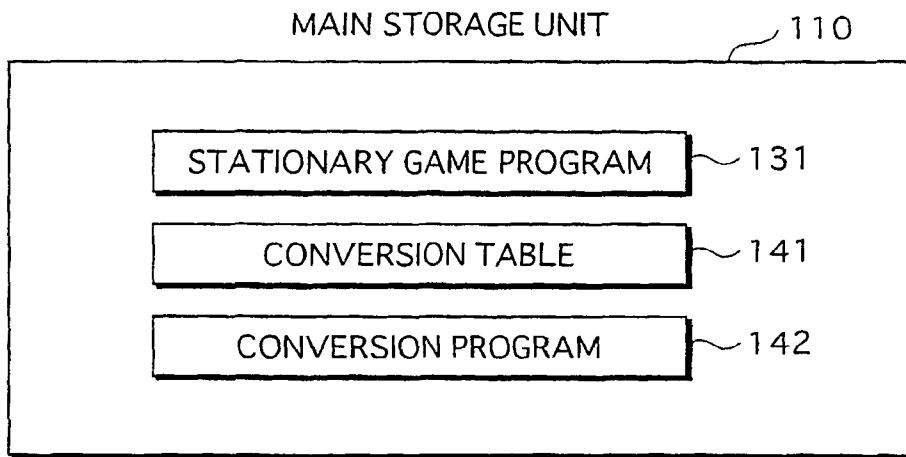 MAIN STORAGE UNIT
110
STATIONARY GAME PROGRAM 131
CONVERSION TABLE 141
CONVERSION PROGRAM 142